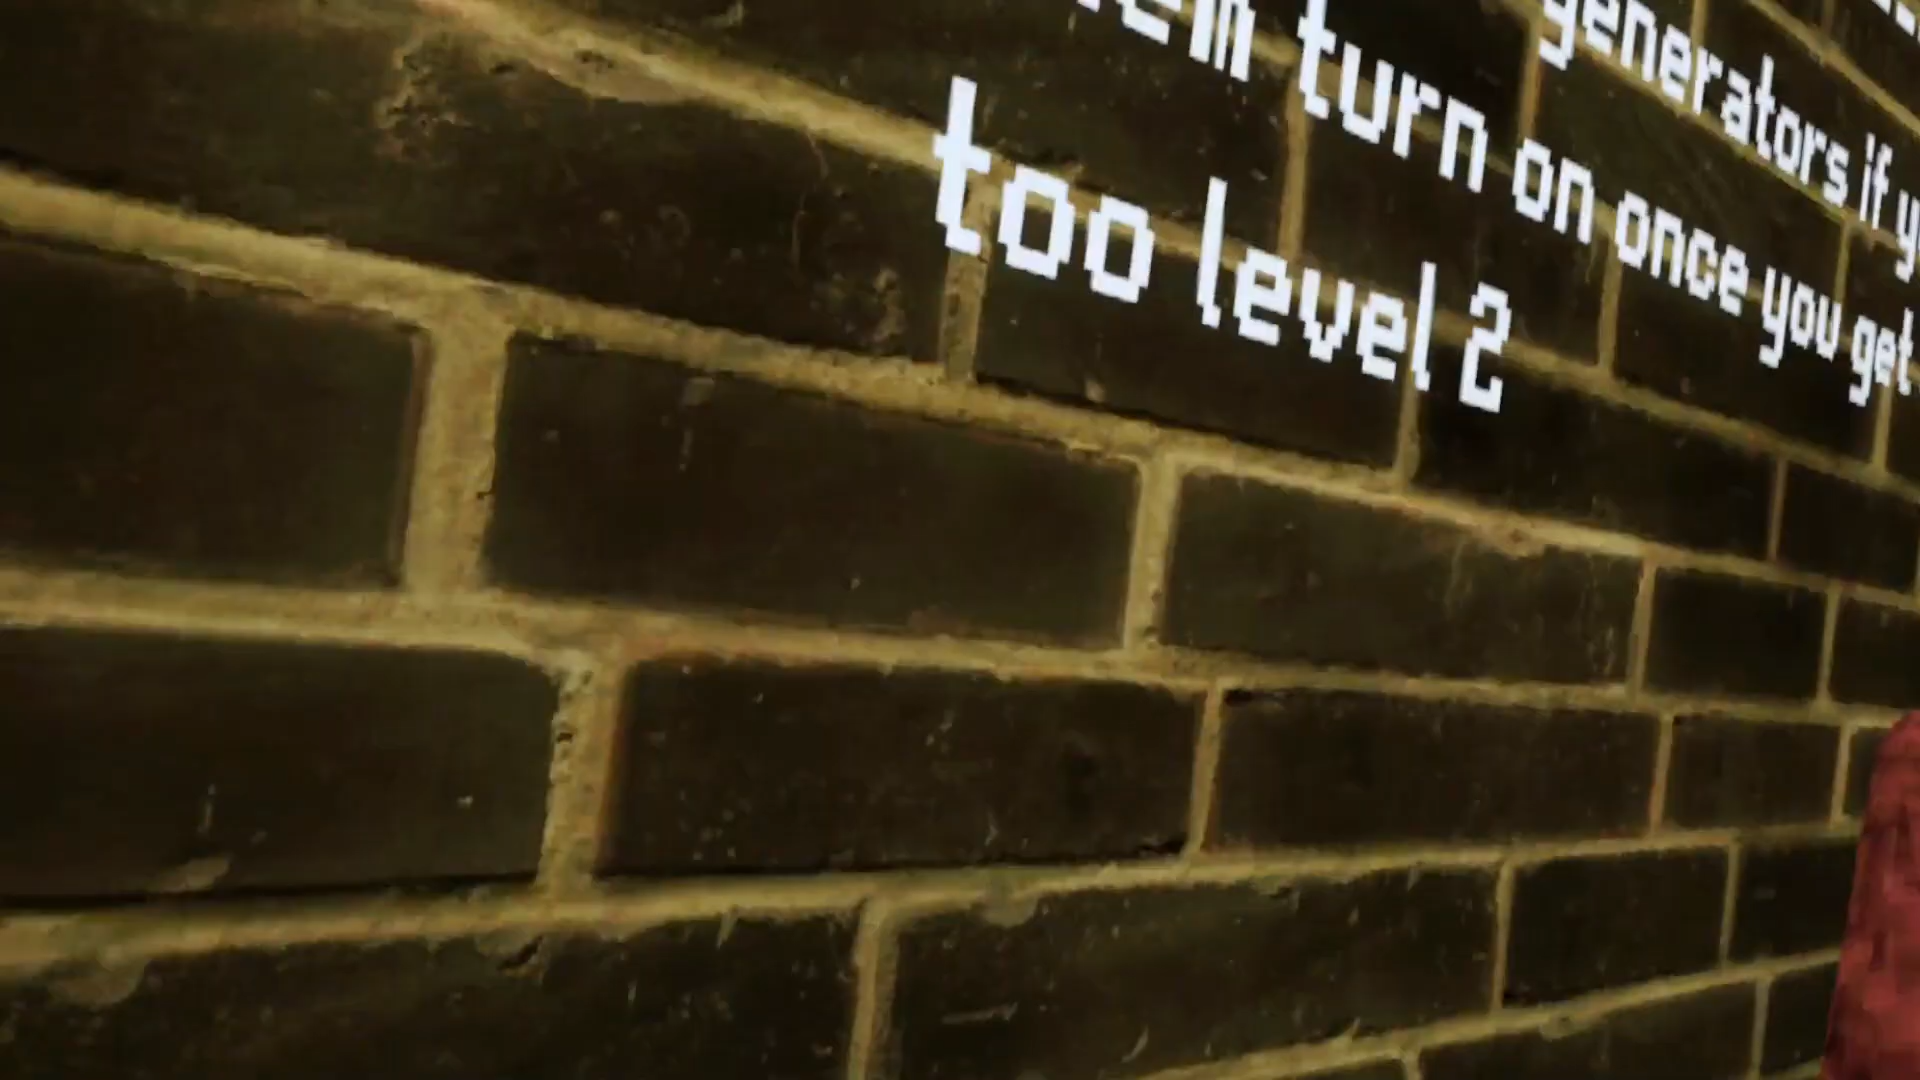 generators if
turn on once you get
too level 2